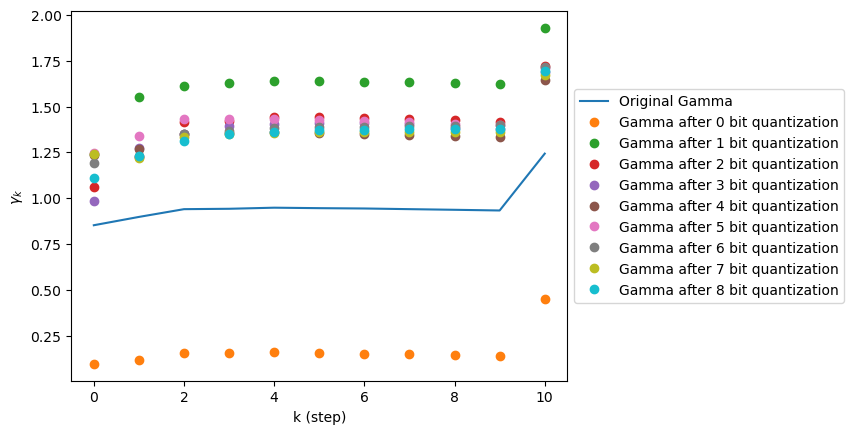 2.00
1.75
1.50
1.25
1.00
0.75
0.50
0.25
γk
0 2 4 6 8 10
k (step)
Original Gamma
Gamma after 0 bit quantization
Gamma after 1 bit quantization
Gamma after 2 bit quantization
Gamma after 3 bit quantization
Gamma after 4 bit quantization
Gamma after 5 bit quantization
Gamma after 6 bit quantization
Gamma after 7 bit quantization
Gamma after 8 bit quantization